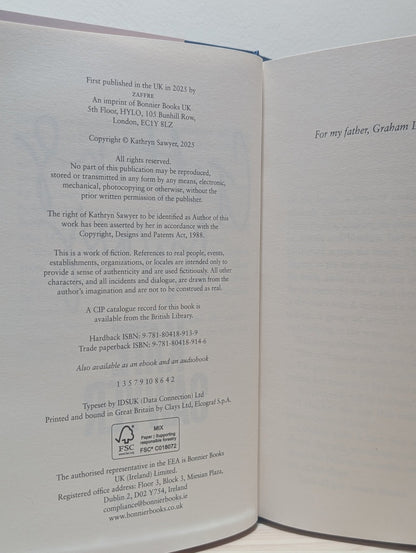 First published in the UK in 2025 by
ZAFFRE
An imprint of Bonnier Books UK
5th Floor, HYLO, 105 Bunhill Row,
London, EC1Y 8LZ
Copyright © Kathryn Sawyer, 2025
All rights reserved.
No part of this publication may be reproduced,
stored or transmitted in any form by any means, electronic,
mechanical, photocopying or otherwise, without the
prior written permission of the publisher.
The right of Kathryn Sawyer to be identified as Author of this
work has been asserted by her in accordance with the
Copyright, Designs and Patents Act, 1988.
This is a work of fiction. References to real people, events,
establishments, organizations, or locales are intended only to
provide a sense of authenticity and are used fictitiously. All other
characters, and all incidents and dialogue, are drawn from the
author's imagination and are not to be construed as real.
A CIP catalogue record for this book is
available from the British Library.
Hardback ISBN: 9-781-80418-913-9
Trade paperback ISBN: 9-781-80418-914-6
Also available as an ebook and an audiobook
1 3 5 7 9 10 8 6 4 2
Typeset by IDSUK (Data Connection) Ltd
Printed and bound in Great Britain by Clays Ltd, Elcograf S.p.A.
FSC
www.fsc.org
MIX
Paper | Supporting
responsible forestry
FSC® C018072
The authorised representative in the EEA is Bonnier Books
UK (Ireland) Limited.
Registered office address: Floor 3, Block 3, Miesian Plaza,
Dublin 2, D02 Y754, Ireland
compliance@bonnierbooks.ie
www.bonnierbooks.co.uk
For my father, Graham